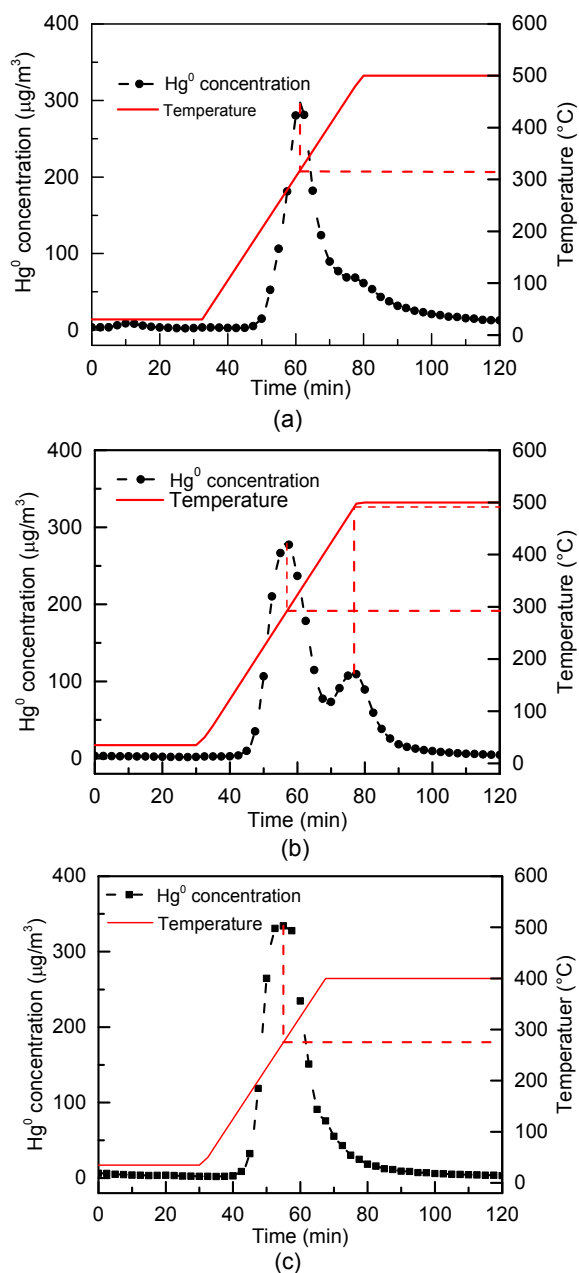 400
300
200
100
0
Hg⁰ concentration (μg/m³)
Hg⁰ concentration
Temperature
600
500
400
300
200
100
0
Temperature (°C)
0 20 40 60 80 100 120
Time (min)
(a)
400
300
200
100
0
Hg⁰ concentration (μg/m³)
Hg⁰ concentration
Temperature
600
500
400
300
200
100
0
Temperature (°C)
0 20 40 60 80 100 120
Time (min)
(b)
400
300
200
100
0
Hg⁰ concentration (μg/m³)
Hg⁰ concentration
Temperature
600
500
400
300
200
100
0
Temperatuer (°C)
0 20 40 60 80 100 120
Time (min)
(c)